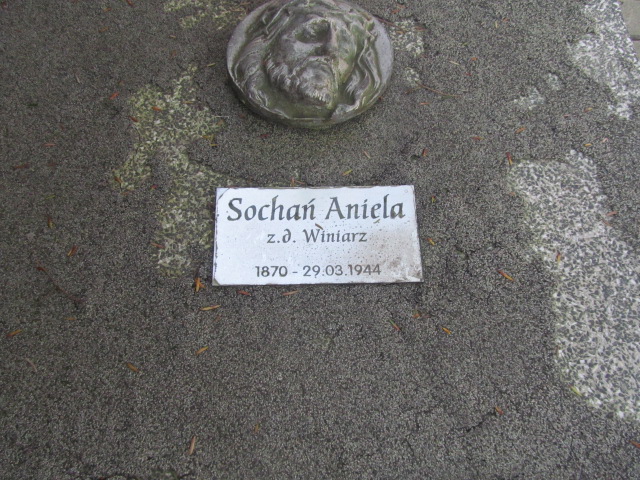 Sochań Aniela
z.d. Winiarz
1870 - 29.03.1944